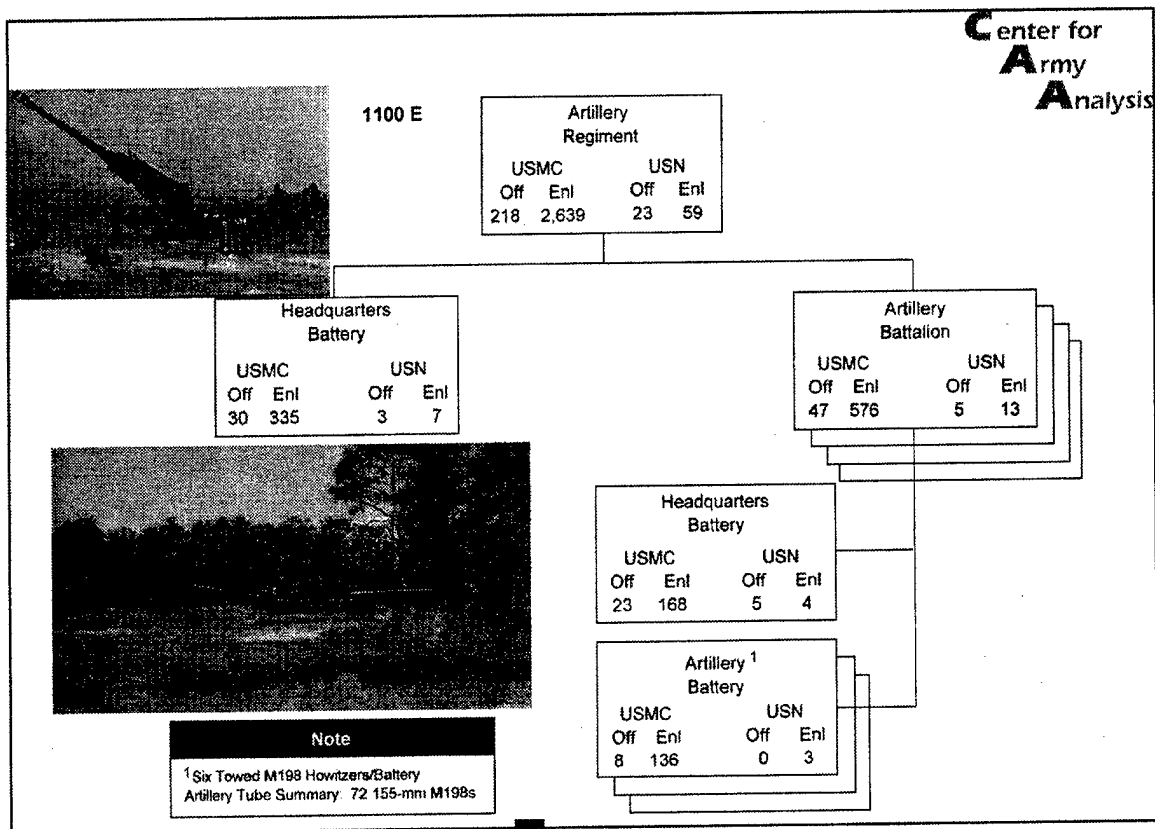 Center for
Army
Analysis
1100 E
Artillery
Regiment
USMC USN
Off Enl Off Enl
218 2,639 23 59
Headquarters
Battery
USMC USN
Off Enl Off Enl
30 335 3 7
Artillery
Battalion
USMC USN
Off Enl Off Enl
47 576 5 13
Headquarters
Battery
USMC USN
Off Enl Off Enl
23 168 5 4
Artillery 1
Battery
USMC USN
Off Enl Off Enl
8 136 0 3
Note
1 Six Towed M198 Howitzers/Battery
Artillery Tube Summary: 72 155-mm M198s